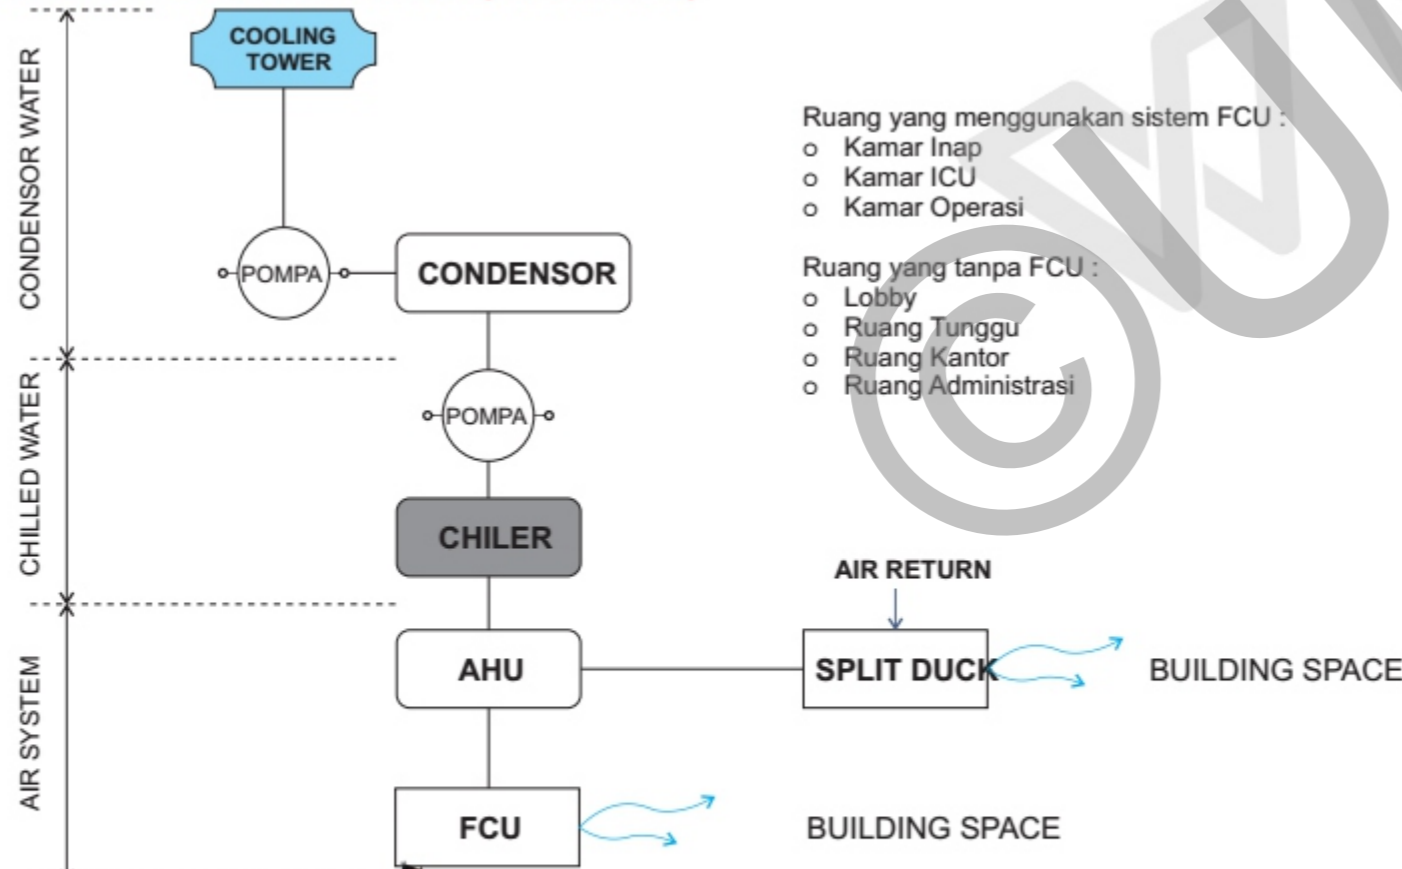 COOLING
TOWER
CONDENSOR WATER
POMPA
CONDENSOR
Ruang yang menggunakan sistem FCU :
o Kamar Inap
o Kamar ICU
o Kamar Operasi
Ruang yang tanpa FCU :
o Lobby
o Ruang Tunggu
o Ruang Kantor
o Ruang Administrasi
CHILLED WATER
POMPA
CHILER
AIR RETURN
AIR SYSTEM
AHU
SPLIT DUCK
BUILDING SPACE
FCU
BUILDING SPACE